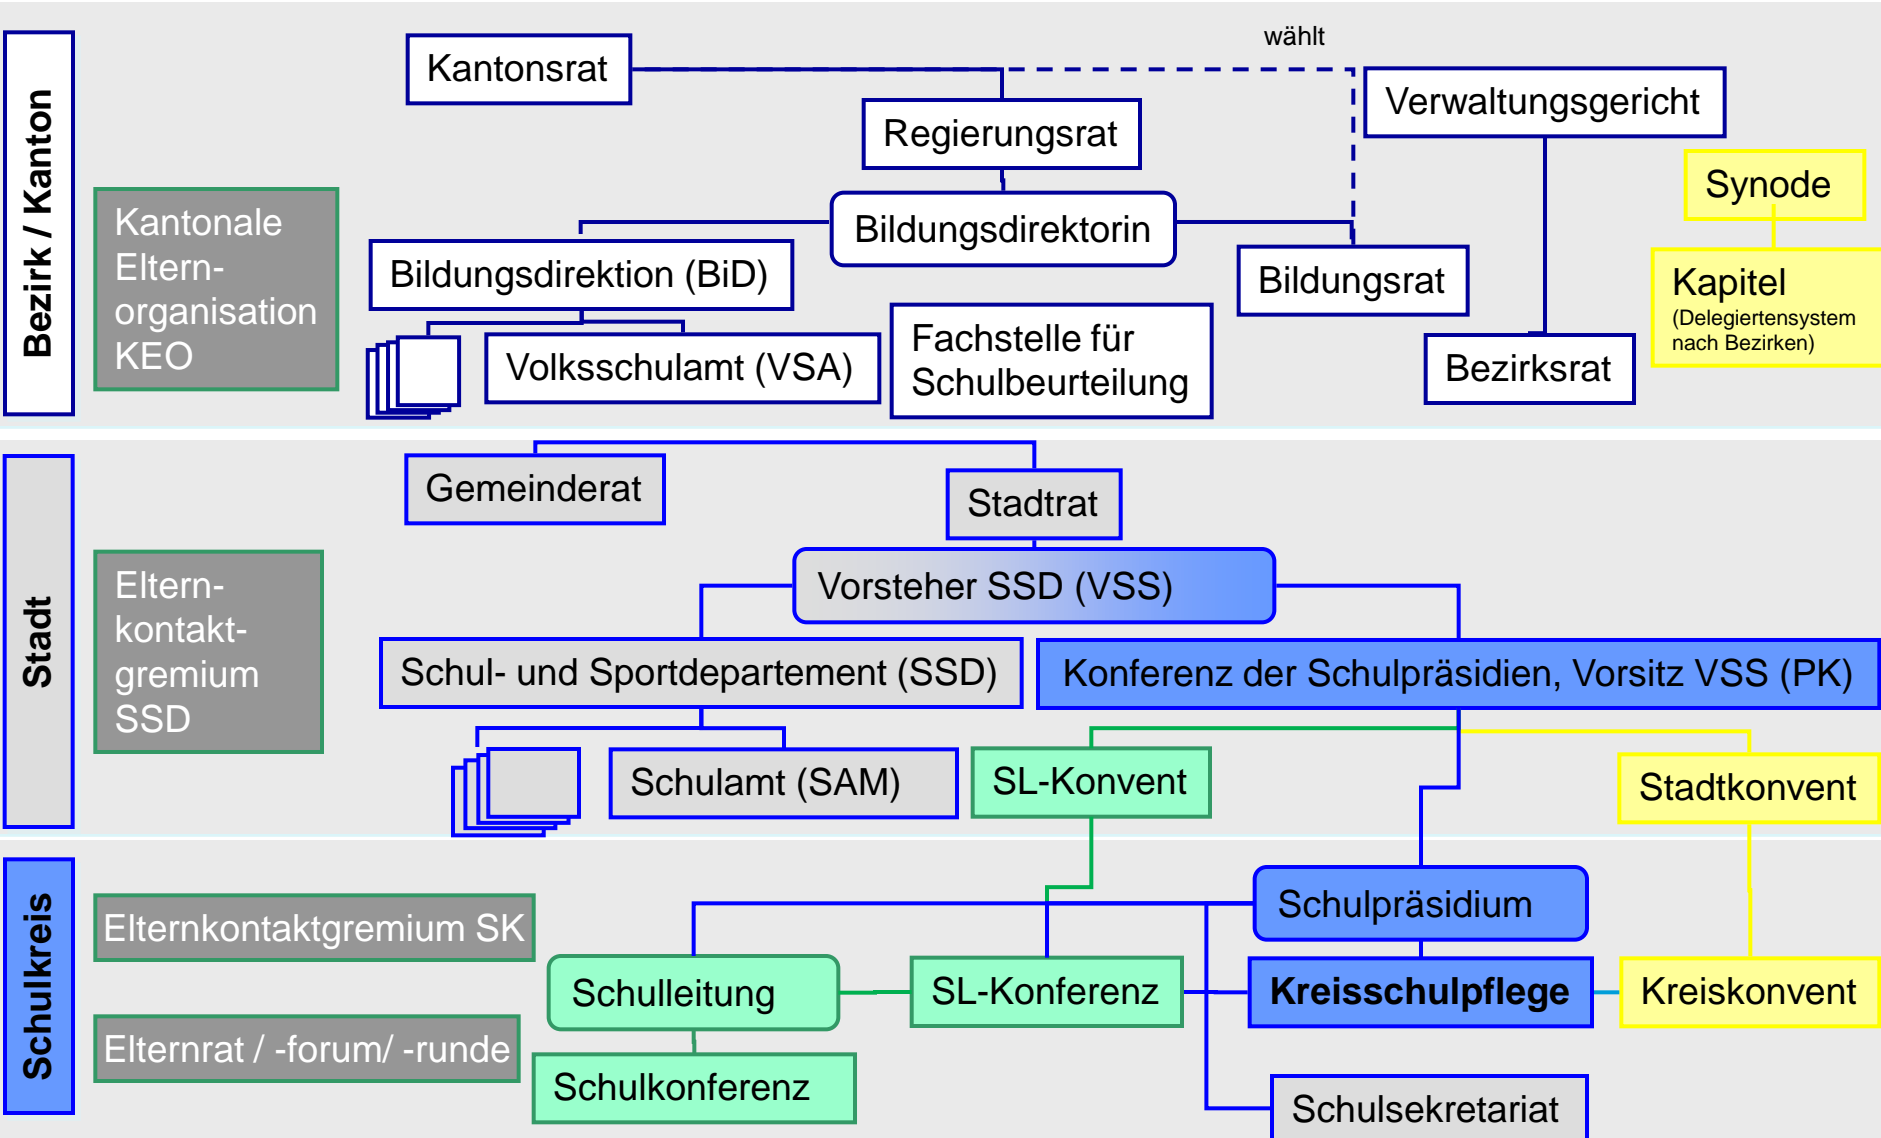 Bezirk / Kanton
Kantonsrat
wählt
Regierungsrat
Verwaltungsgericht
Synode
Kantonale
Eltern-
organisation
KEO
Bildungsdirektorin
Bildungsdirektion (BiD)
Bildungsrat
Kapitel
(Delegiertensystem
nach Bezirken)
Volksschulamt (VSA)
Fachstelle für
Schulbeurteilung
Bezirksrat
Stadt
Gemeinderat
Stadtrat
Eltern-
kontakt-
gremium
SSD
Vorsteher SSD (VSS)
Schul- und Sportdepartement (SSD)
Konferenz der Schulpräsidien, Vorsitz VSS (PK)
Schulamt (SAM)
SL-Konvent
Stadtkonvent
Schulkreis
Elternkontaktgremium SK
Schulpräsidium
Schulleitung
SL-Konferenz
Kreisschulpflege
Kreiskonvent
Elternrat / -forum/ -runde
Schulkonferenz
Schulsekretariat